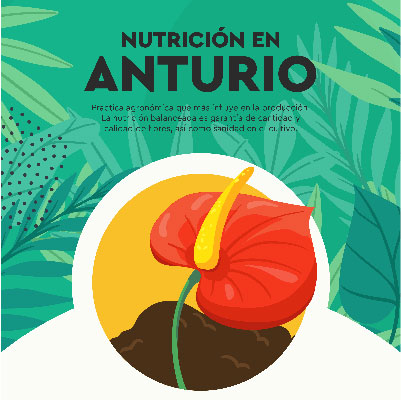 NUTRICIÓN EN
ANTURIO
Práctica agronómica que más influye en la producción.
La nutrición balanceada es garantía de cantidad y
calidad de flores, así como sanidad en el cultivo.